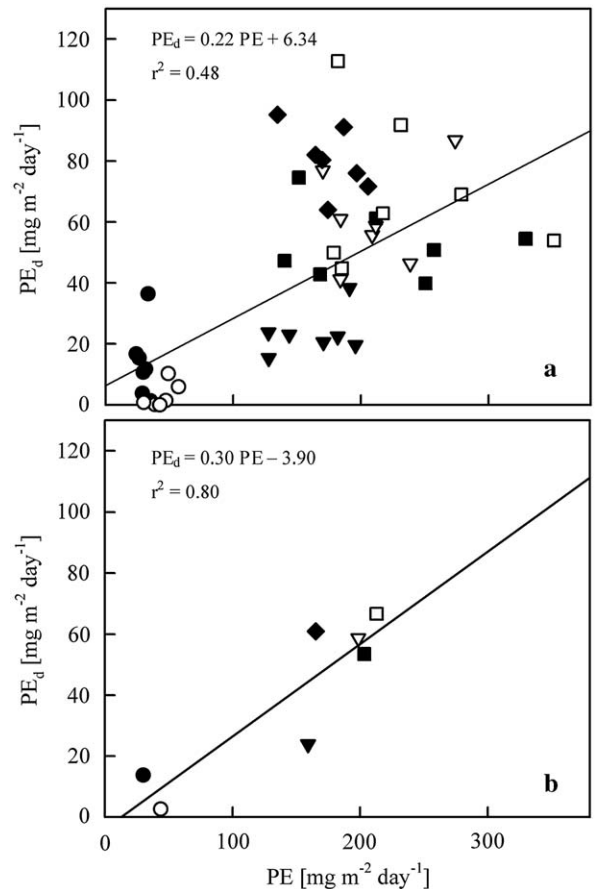 PEd = 0.22 PE + 6.34
r² = 0.48
120
100
80
60
40
20
0
PEd [mg m⁻² day⁻¹]
a
PEd = 0.30 PE – 3.90
r² = 0.80
120
100
80
60
40
20
0
PEd [mg m⁻² day⁻¹]
b
0 100 200 300
PE [mg m⁻² day⁻¹]